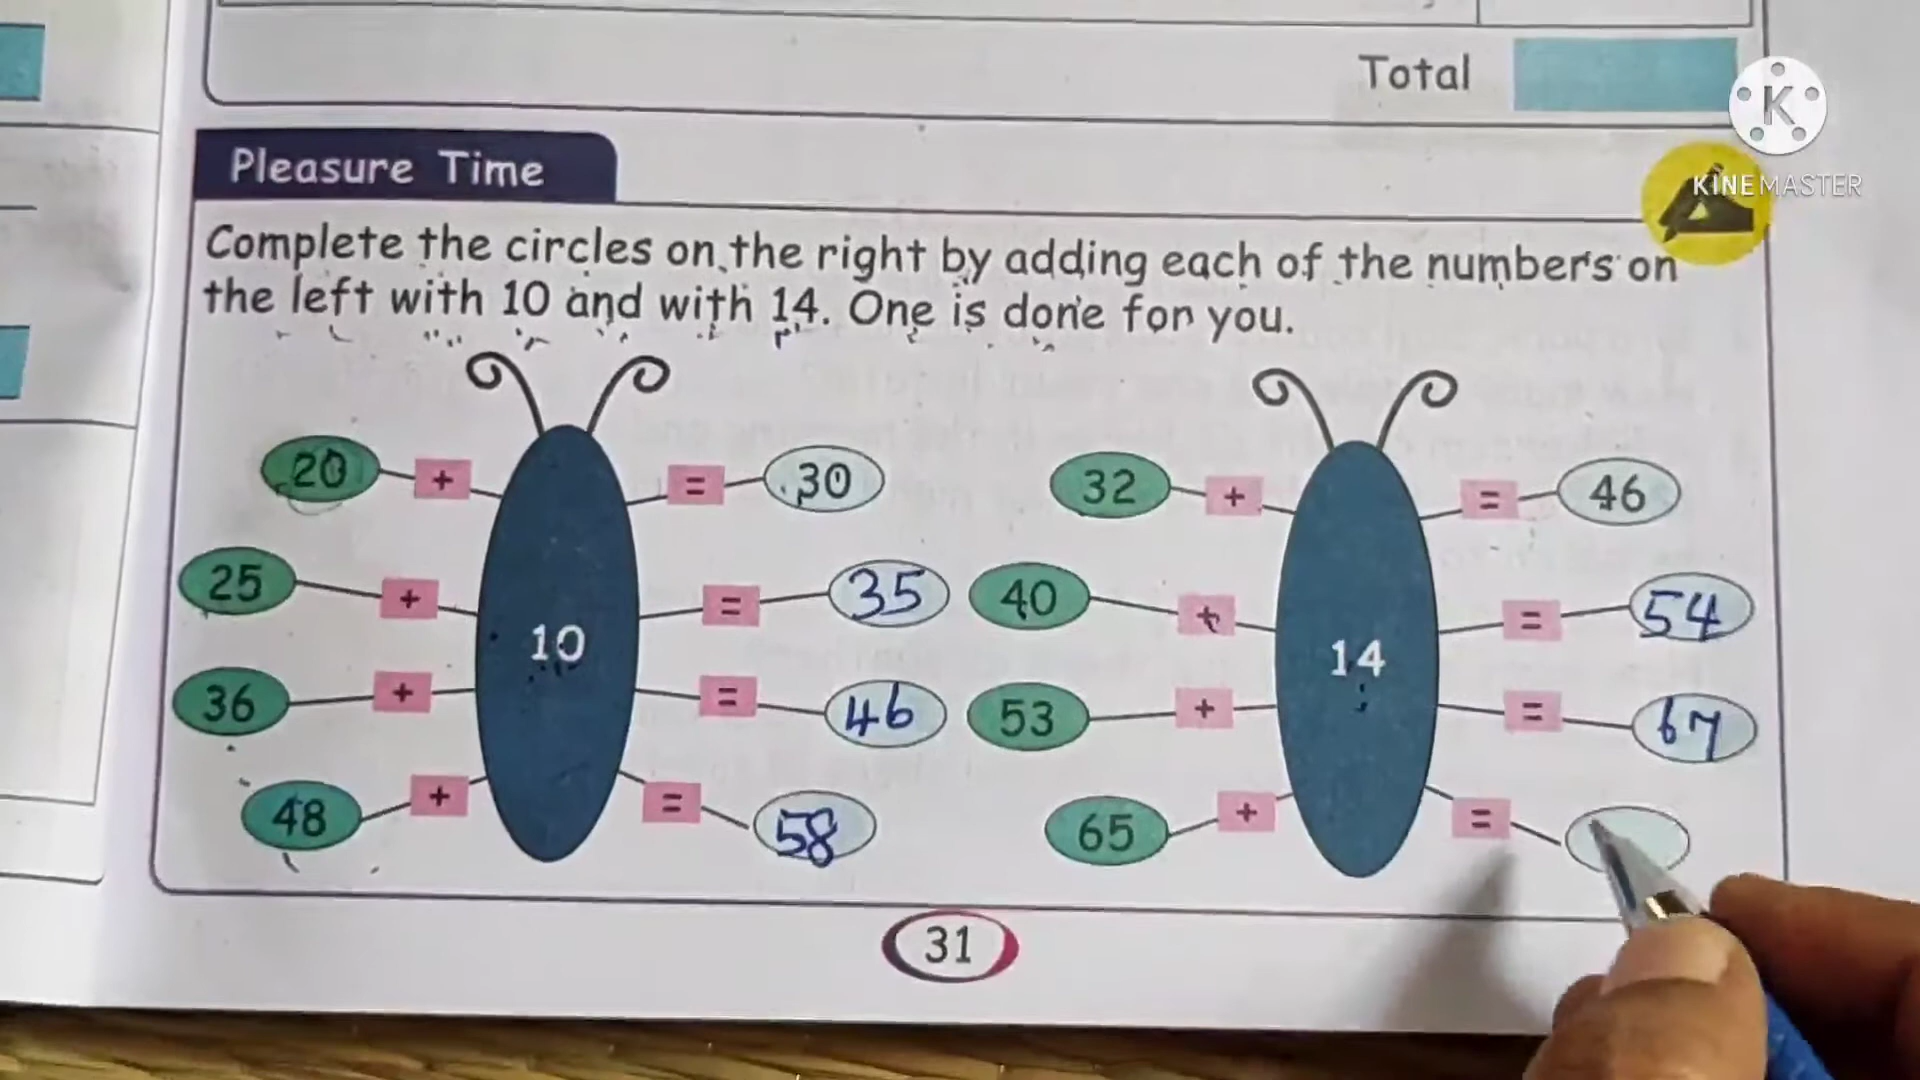 Total
K
KINEMASTER
Pleasure Time
Complete the circles on the right by adding each of the numbers on
the left with 10 and with 14. One is done for you.
20 + = 30
25 + = 35
10
36 + = 46
48 + = 58
32 + = 46
40 + = 54
14
53 + = 67
65 + =
31